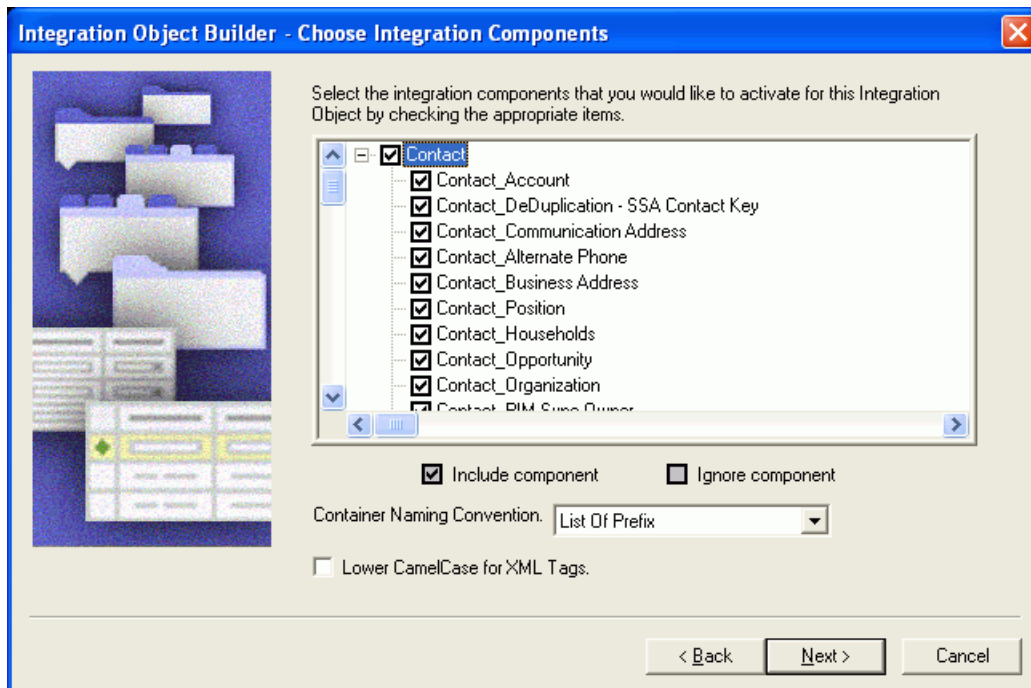 Integration Object Builder - Choose Integration Components
Select the integration components that you would like to activate for this Integration
Object by checking the appropriate items.
Contact
Contact_Account
Contact_DeDuplication - SSA Contact Key
Contact_Communication Address
Contact_Alternate Phone
Contact_Business Address
Contact_Position
Contact_Households
Contact_Opportunity
Contact_Organization
Contact_PIM Sync Owner
Include component
Ignore component
Container Naming Convention.
List Of Prefix
Lower CamelCase for XML Tags.
< Back
Next >
Cancel